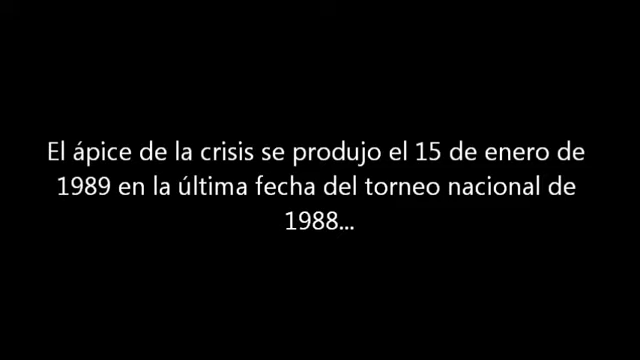 El ápice de la crisis se produjo el 15 de enero de
1989 en la última fecha del torneo nacional de
1988...